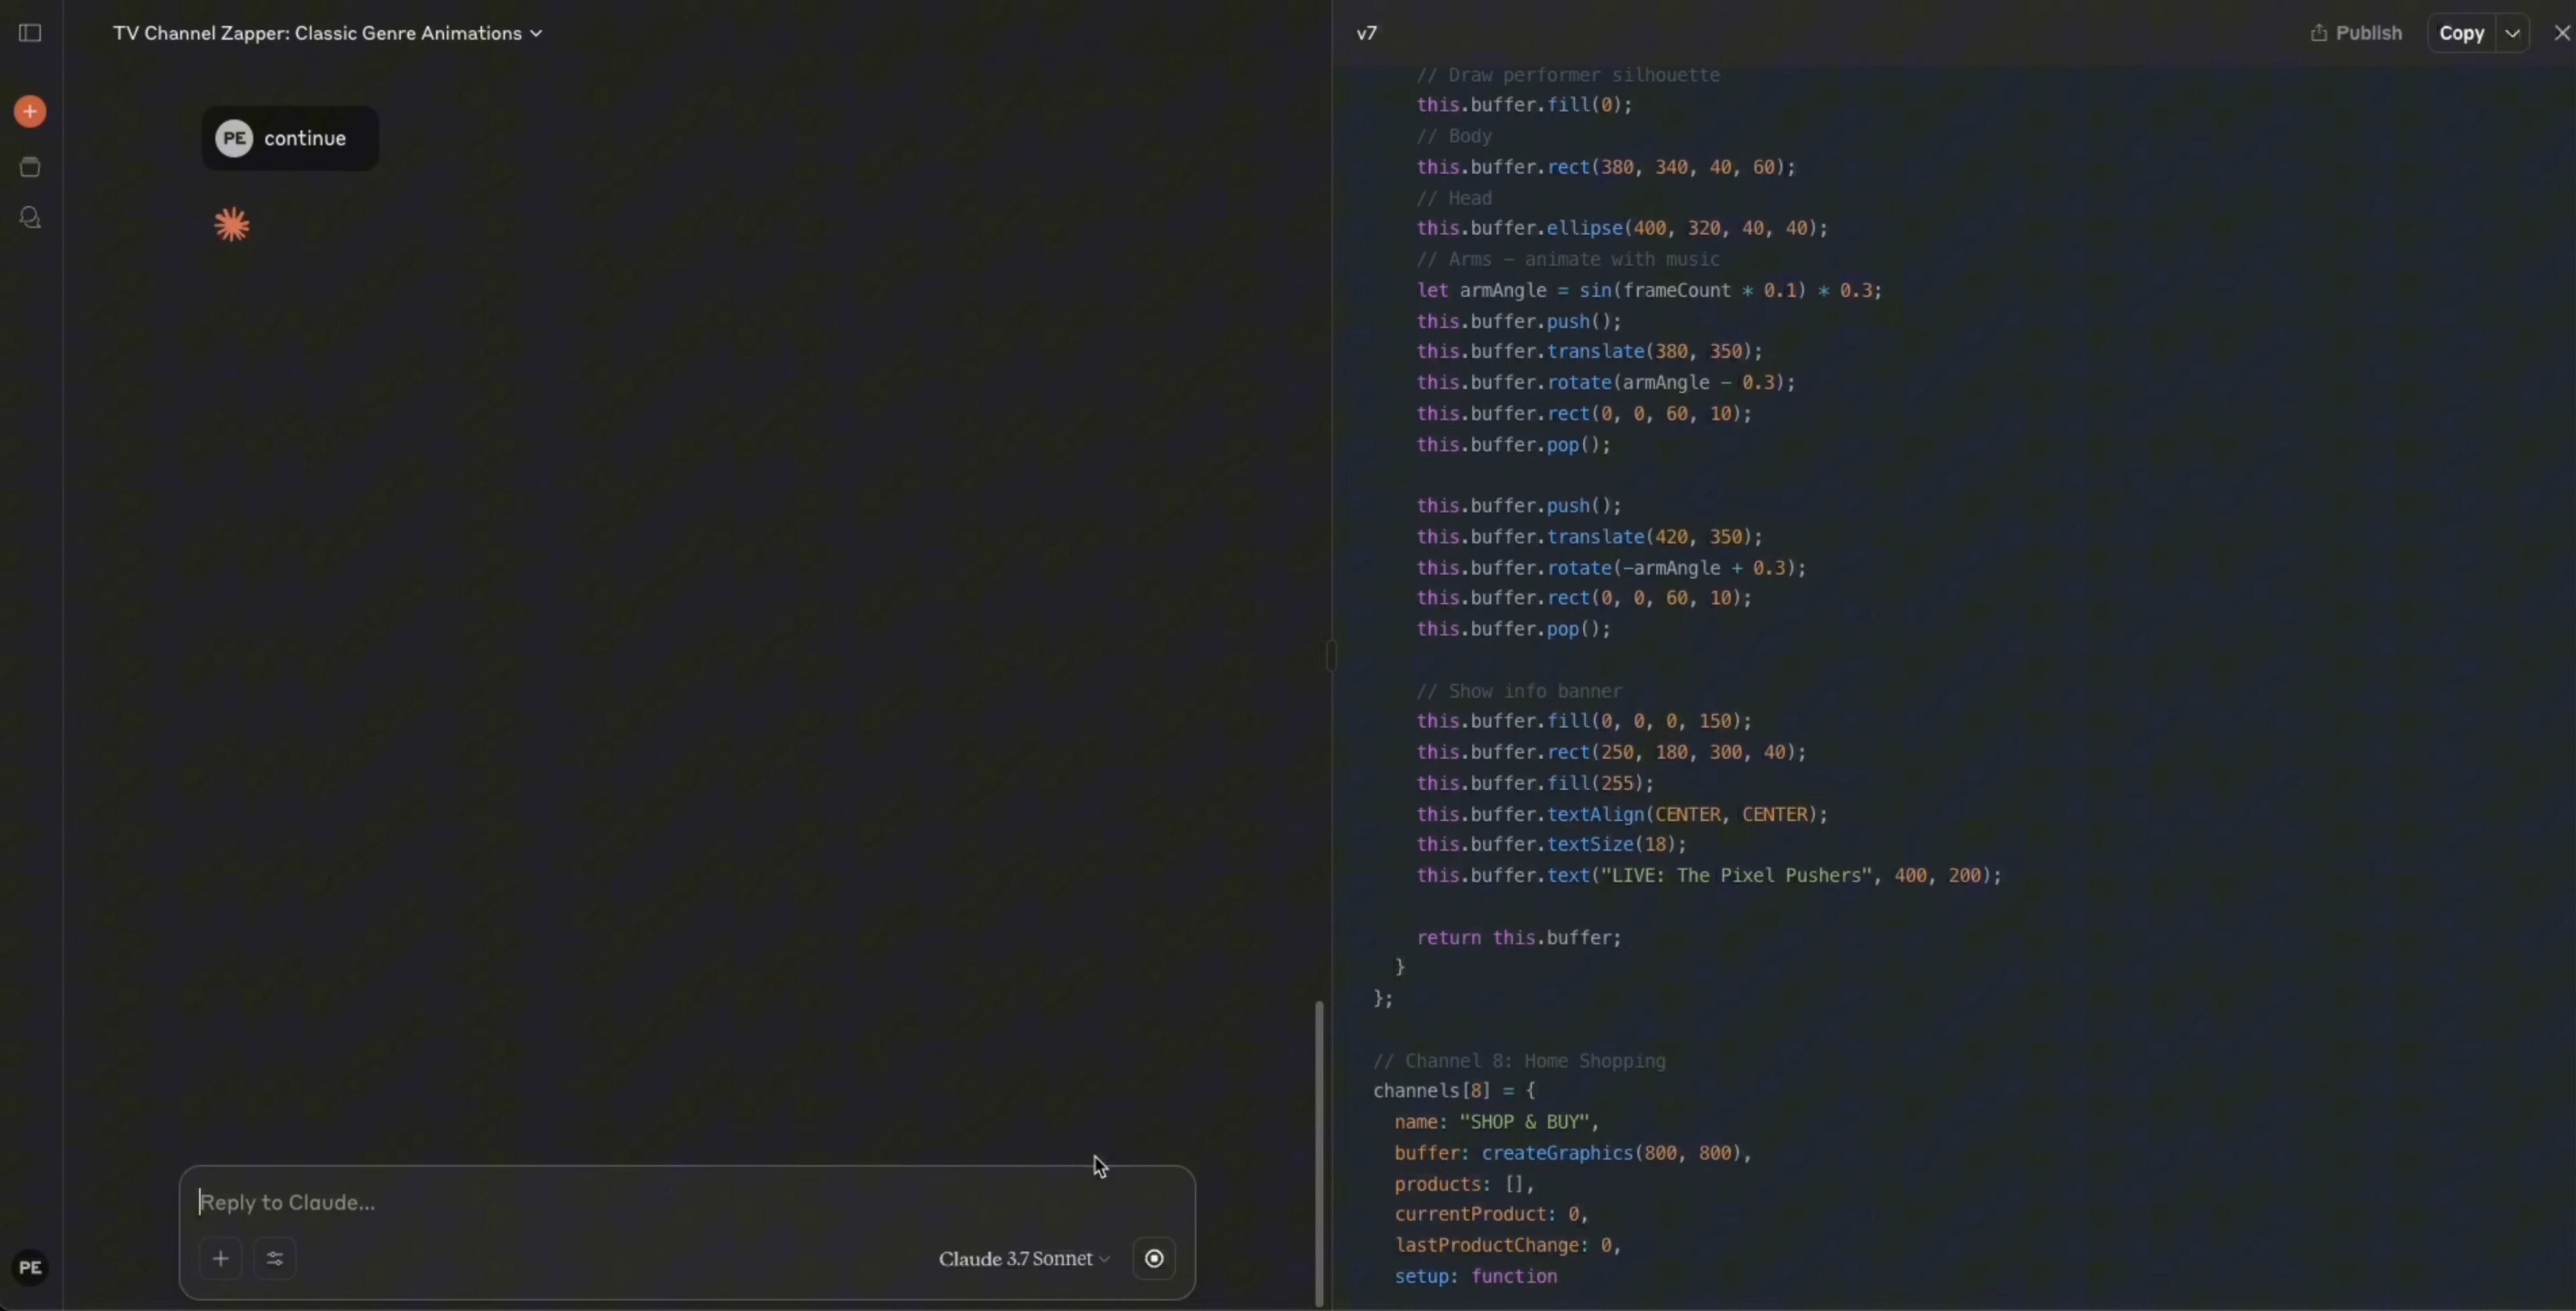 TV Channel Zapper: Classic Genre Animations
PE continue
Reply to Claude...
Claude 3.7 Sonnet
PE
v7
Publish
Copy
// Draw performer silhouette
this.buffer.fill(0);
// Body
this.buffer.rect(380, 340, 40, 60);
// Head
this.buffer.ellipse(400, 320, 40, 40);
// Arms - animate with music
let armAngle = sin(frameCount * 0.1) * 0.3;
this.buffer.push();
this.buffer.translate(380, 350);
this.buffer.rotate(armAngle - 0.3);
this.buffer.rect(0, 0, 60, 10);
this.buffer.pop();
this.buffer.push();
this.buffer.translate(420, 350);
this.buffer.rotate(-armAngle + 0.3);
this.buffer.rect(0, 0, 60, 10);
this.buffer.pop();
// Show info banner
this.buffer.fill(0, 0, 0, 150);
this.buffer.rect(250, 180, 300, 40);
this.buffer.fill(255);
this.buffer.textAlign(CENTER, CENTER);
this.buffer.textSize(18);
this.buffer.text("LIVE: The Pixel Pushers", 400, 200);
return this.buffer;
}
};
// Channel 8: Home Shopping
channels[8] = {
name: "SHOP & BUY",
buffer: createGraphics(800, 800),
products: [],
currentProduct: 0,
lastProductChange: 0,
setup: function